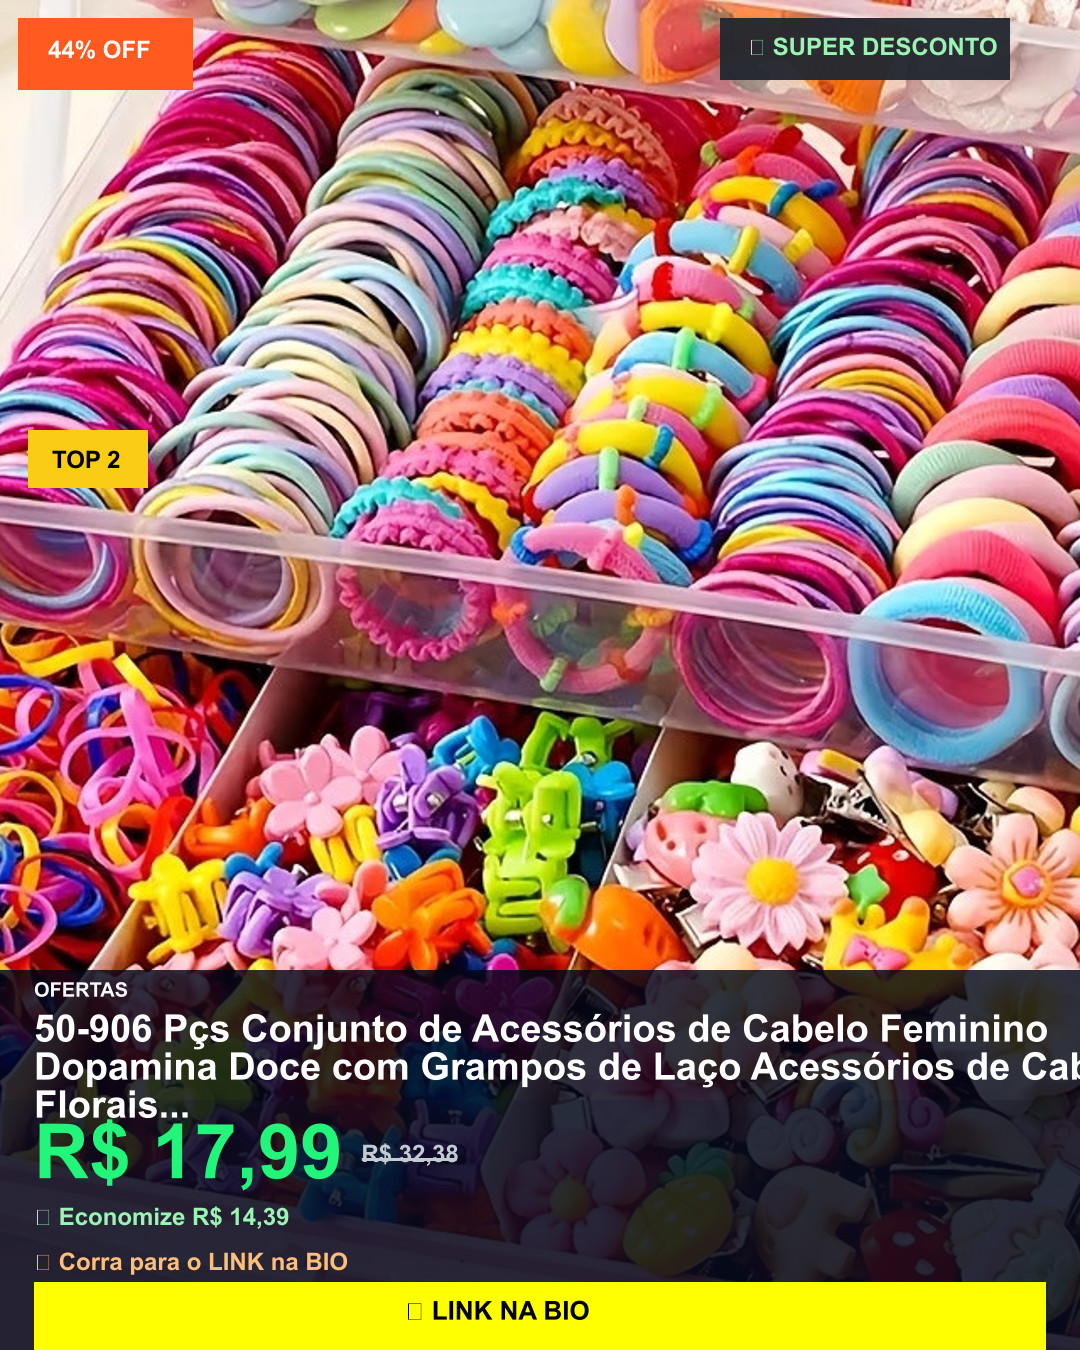 44% OFF
SUPER DESCONTO
TOP 2
OFERTAS
50-906 Pçs Conjunto de Acessórios de Cabelo Feminino
Dopamina Doce com Grampos de Laço Acessórios de Cab
Florais...
R$ 17,99 R$ 32,38
Economize R$ 14,39
Corra para o LINK na BIO
LINK NA BIO